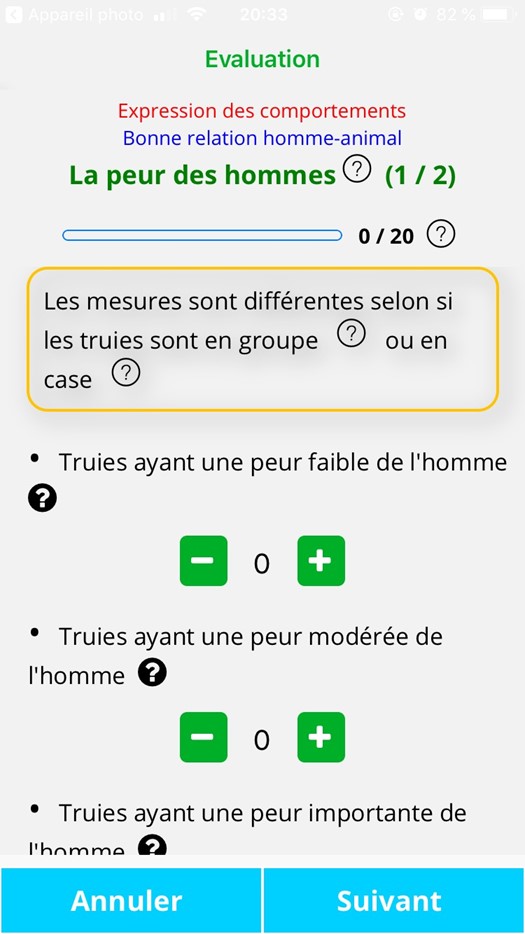 Appareil photo 20:33 82 %
Evaluation
Expression des comportements
Bonne relation homme-animal
La peur des hommes ? (1 / 2)
0 / 20 ?
Les mesures sont différentes selon si
les truies sont en groupe ? ou en
case ?
• Truies ayant une peur faible de l'homme
?
− 0 +
• Truies ayant une peur modérée de
l'homme ?
− 0 +
• Truies ayant une peur importante de
l'homme ?
Annuler Suivant